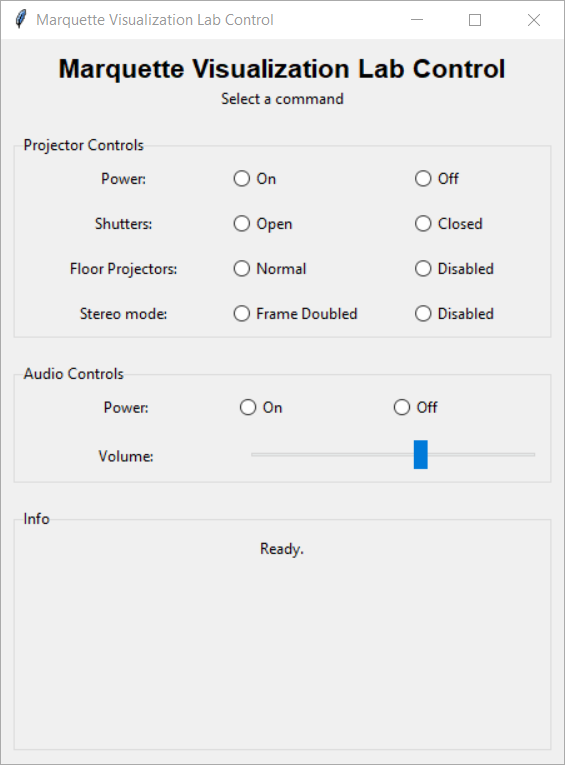 Marquette Visualization Lab Control
Marquette Visualization Lab Control
Select a command
Projector Controls
Power: On Off
Shutters: Open Closed
Floor Projectors: Normal Disabled
Stereo mode: Frame Doubled Disabled
Audio Controls
Power: On Off
Volume:
Info
Ready.